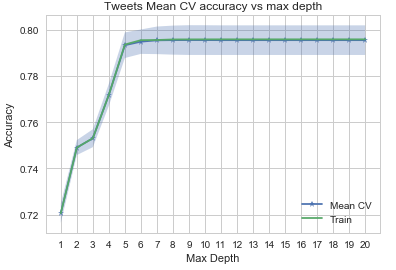 Tweets Mean CV accuracy vs max depth
0.80
0.78
0.76
0.74
0.72
Accuracy
Mean CV
Train
1 2 3 4 5 6 7 8 9 10 11 12 13 14 15 16 17 18 19 20
Max Depth